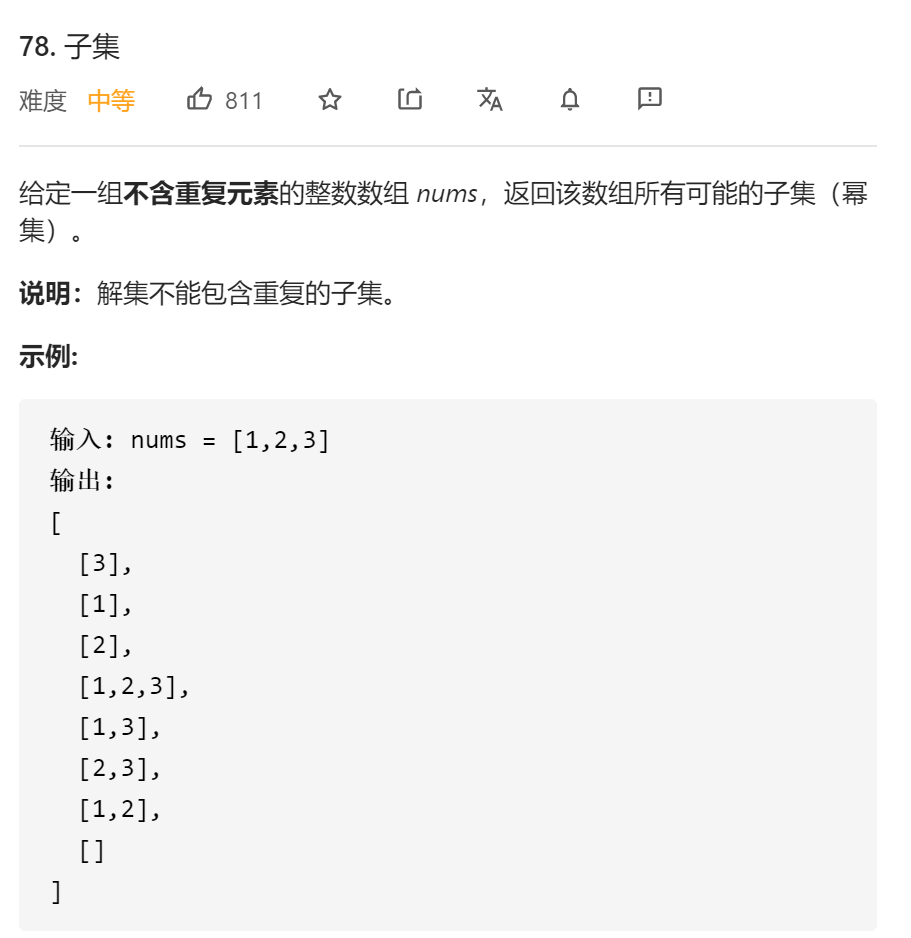 78. 子集
难度 中等 811
给定一组不含重复元素的整数数组 nums，返回该数组所有可能的子集（幂
集）。
说明：解集不能包含重复的子集。
示例:
输入: nums = [1,2,3]
输出:
[
  [3],
  [1],
  [2],
  [1,2,3],
  [1,3],
  [2,3],
  [1,2],
  []
]